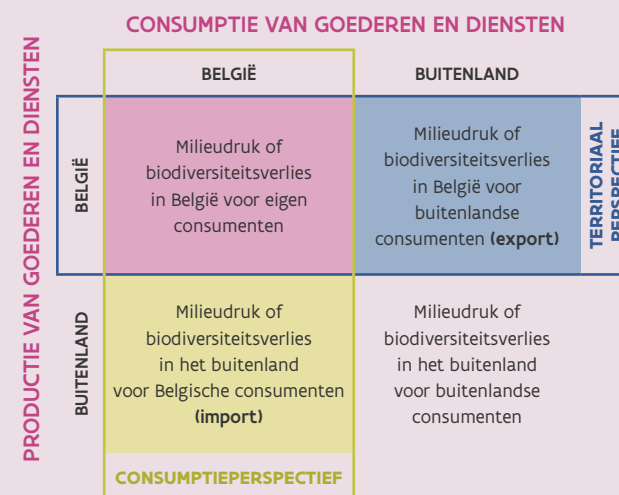 CONSUMPTIE VAN GOEDEREN EN DIENSTEN
PRODUCTIE VAN GOEDEREN EN DIENSTEN
BELGIË
BUITENLAND
BELGIË
Milieudruk of
biodiversiteitsverlies
in België voor eigen
consumenten
Milieudruk of
biodiversiteitsverlies
in België voor
buitenlandse
consumenten (export)
TERRITORIAAL
PERSPECTIEF
BUITENLAND
Milieudruk of
biodiversiteitsverlies
in het buitenland
voor Belgische consumenten
(import)
Milieudruk of
biodiversiteitsverlies
in het buitenland
voor buitenlandse
consumenten
CONSUMPTIEPERSPECTIEF